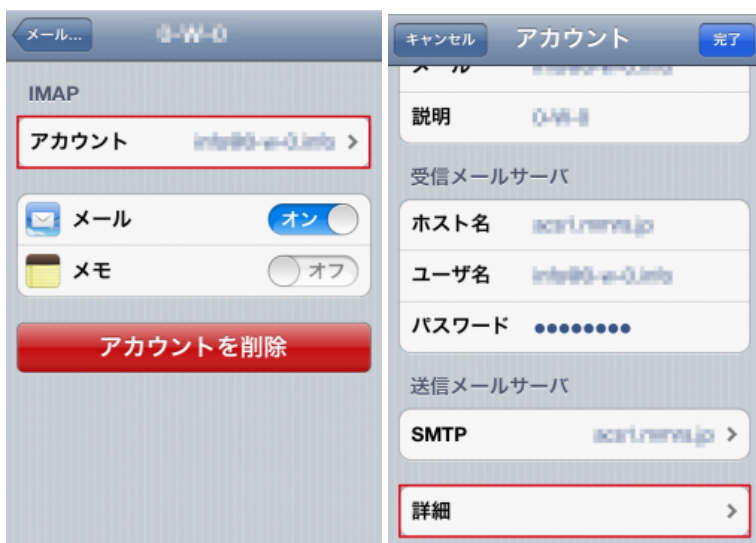 メール...
IMAP
アカウント
メール
オン
メモ
オフ
アカウントを削除
キャンセル
アカウント
完了
メール
説明
受信メールサーバ
ホスト名
ユーザ名
パスワード ●●●●●●●●
送信メールサーバ
SMTP
詳細